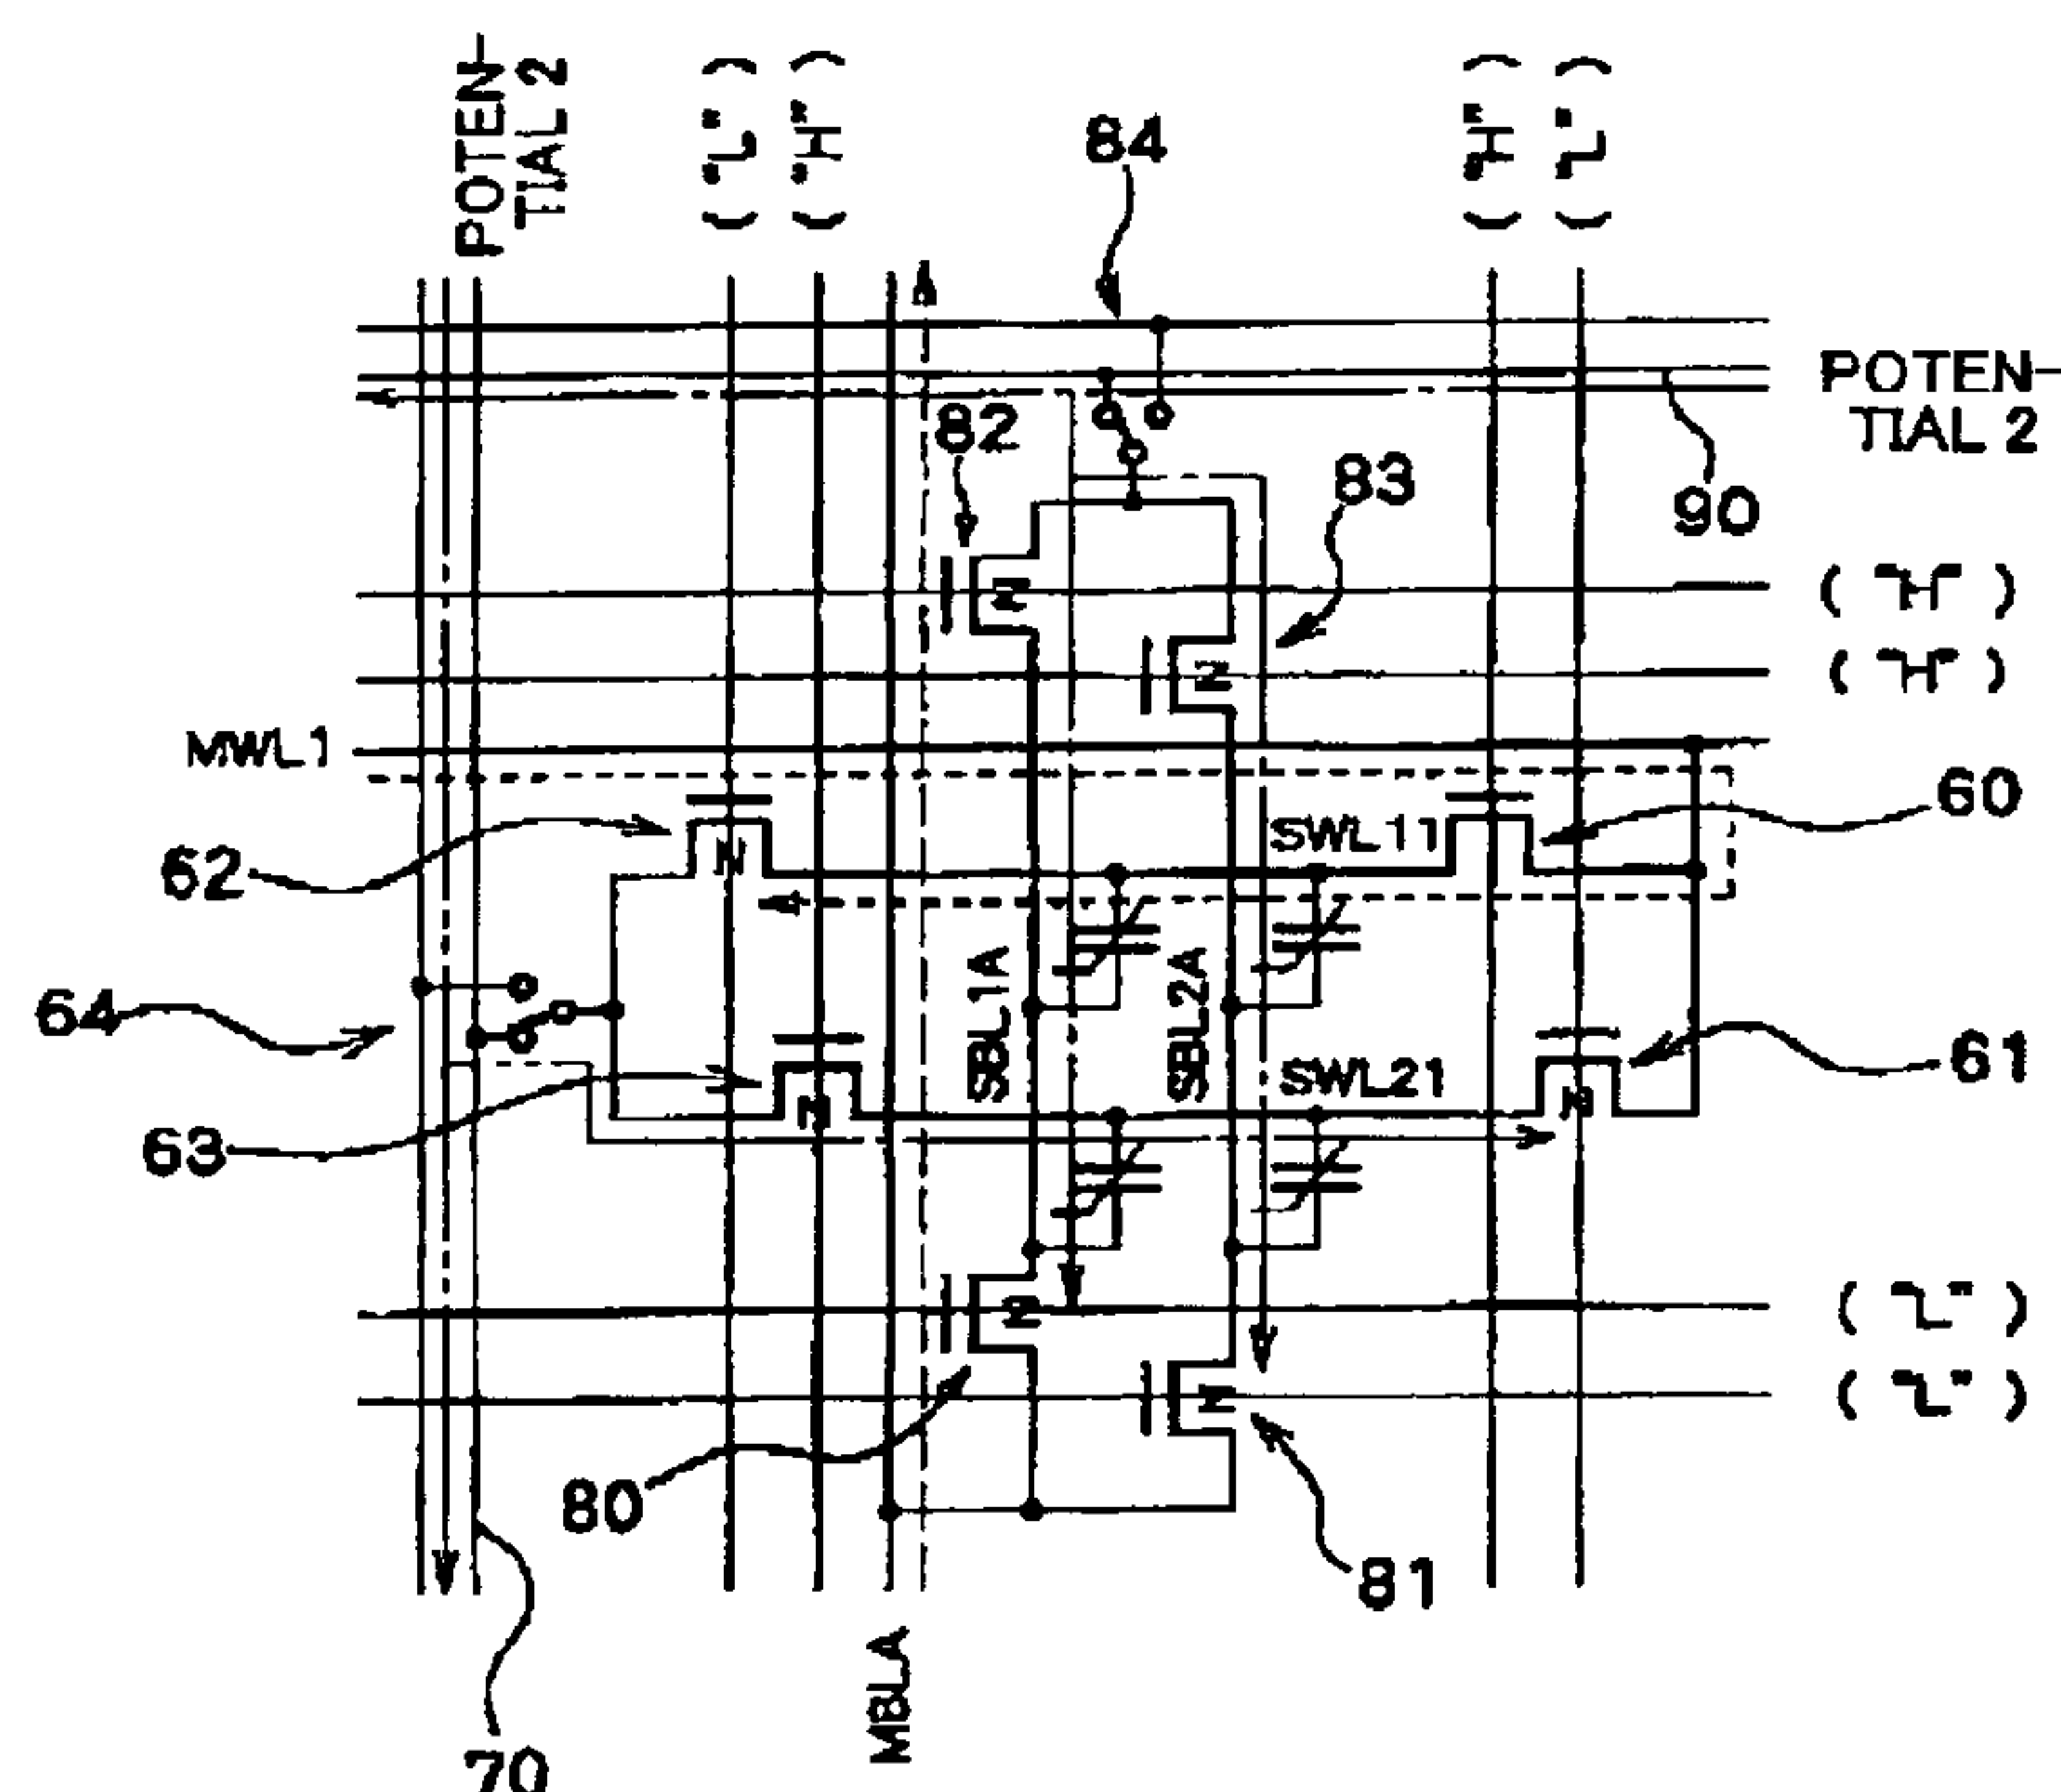 POTEN-
TIAL 2
("L")
("H")
84
("H")
("L")
POTEN-
TIAL 2
82
83
90
("H")
N
("H")
N
MWL1
60
SWL11
62
N
SBL1A
SBL2A
64
61
SWL21
N
N
63
("L")
N
("L")
N
80
81
MBLA
70